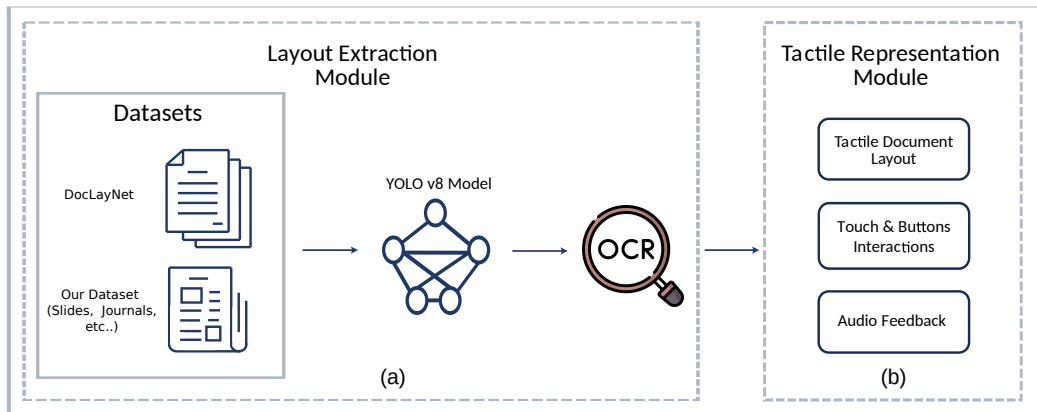 Layout Extraction
Module
Datasets
DocLayNet
Our Dataset
(Slides, Journals,
etc..)
YOLO v8 Model
OCR
(a)
Tactile Representation
Module
Tactile Document
Layout
Touch & Buttons
Interactions
Audio Feedback
(b)